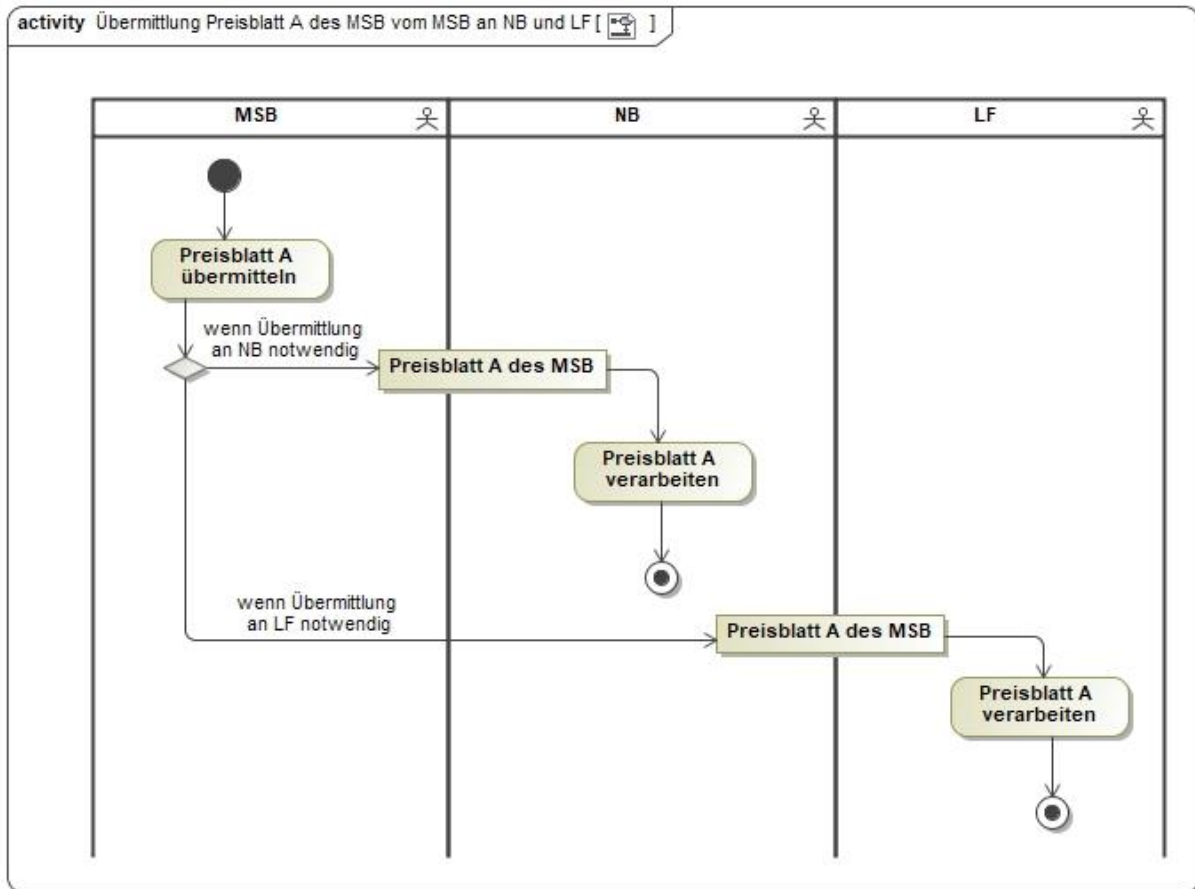 activity Übermittlung Preisblatt A des MSB vom MSB an NB und LF [ ]
MSB
NB
LF
Preisblatt A
übermitteln
wenn Übermittlung
an NB notwendig
Preisblatt A des MSB
Preisblatt A
verarbeiten
wenn Übermittlung
an LF notwendig
Preisblatt A des MSB
Preisblatt A
verarbeiten